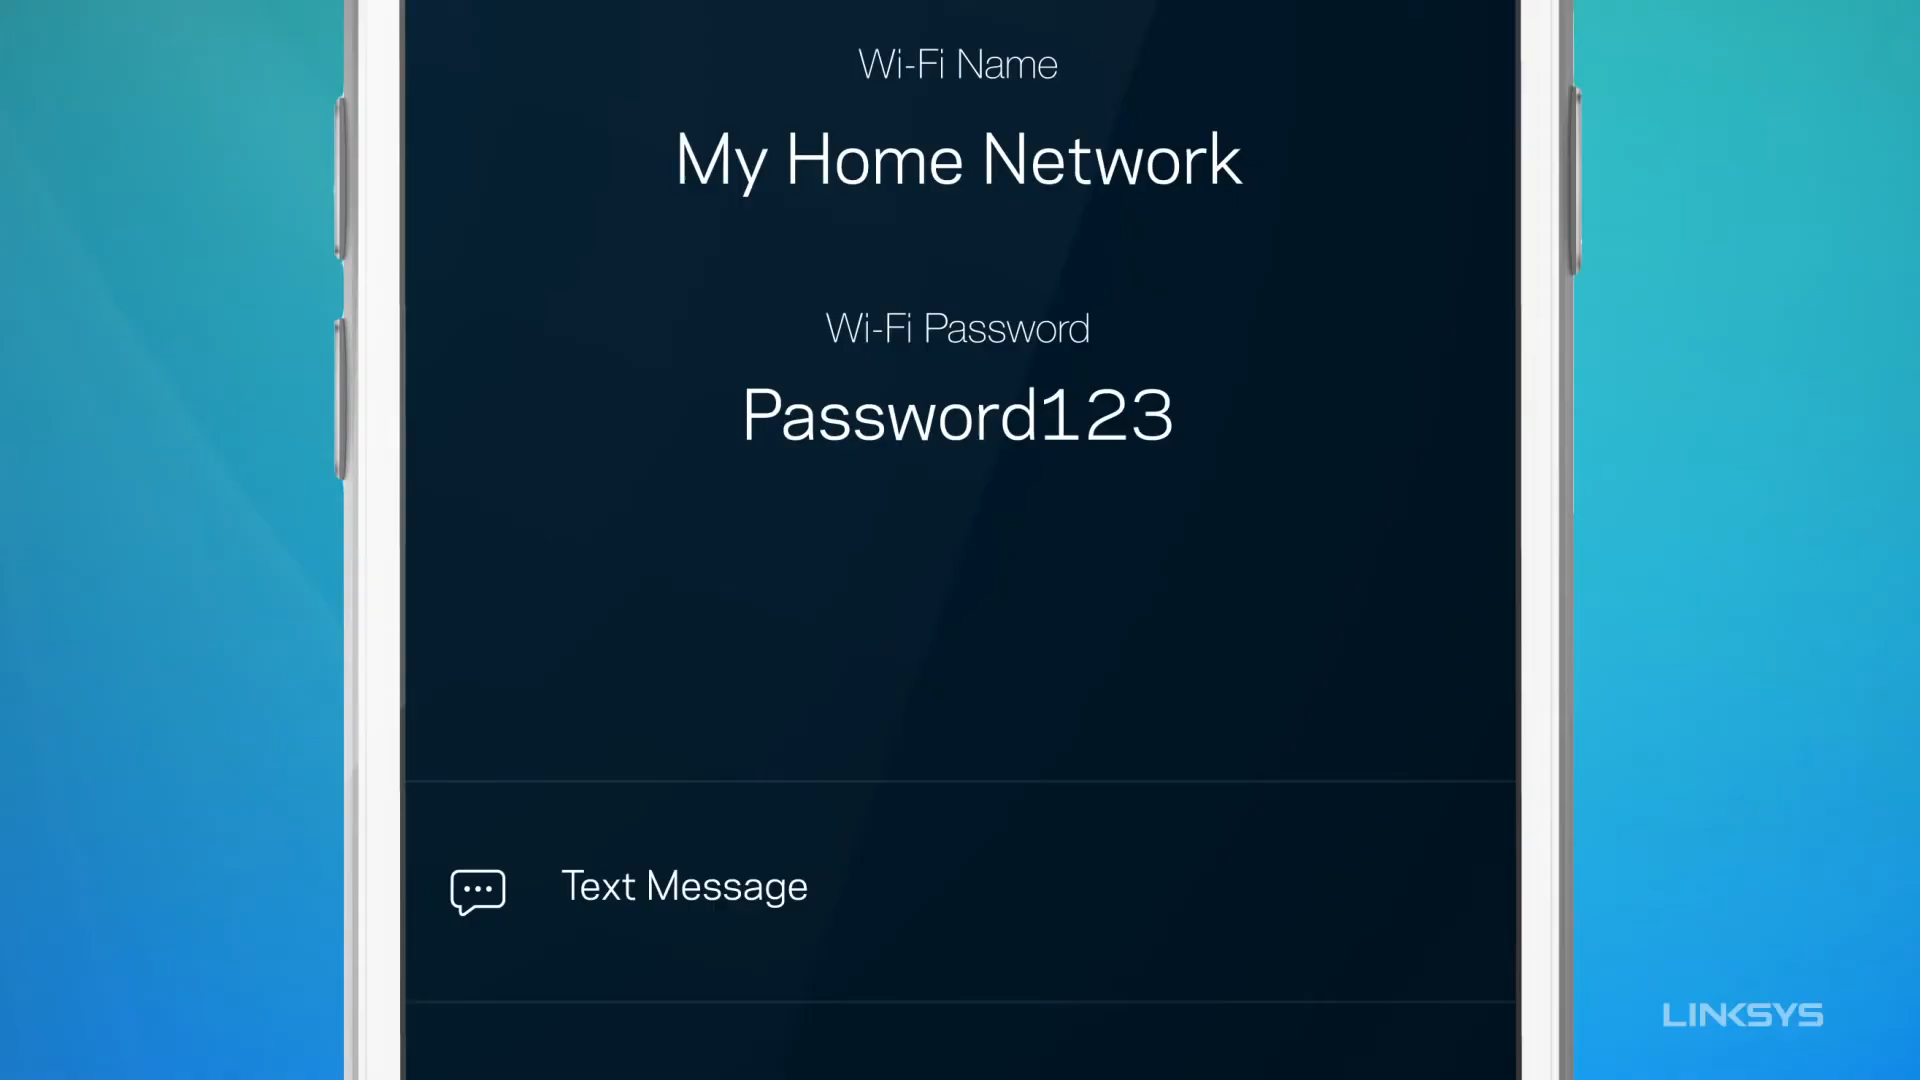 Wi-Fi Name
My Home Network
Wi-Fi Password
Password123
Text Message
LINKSYS